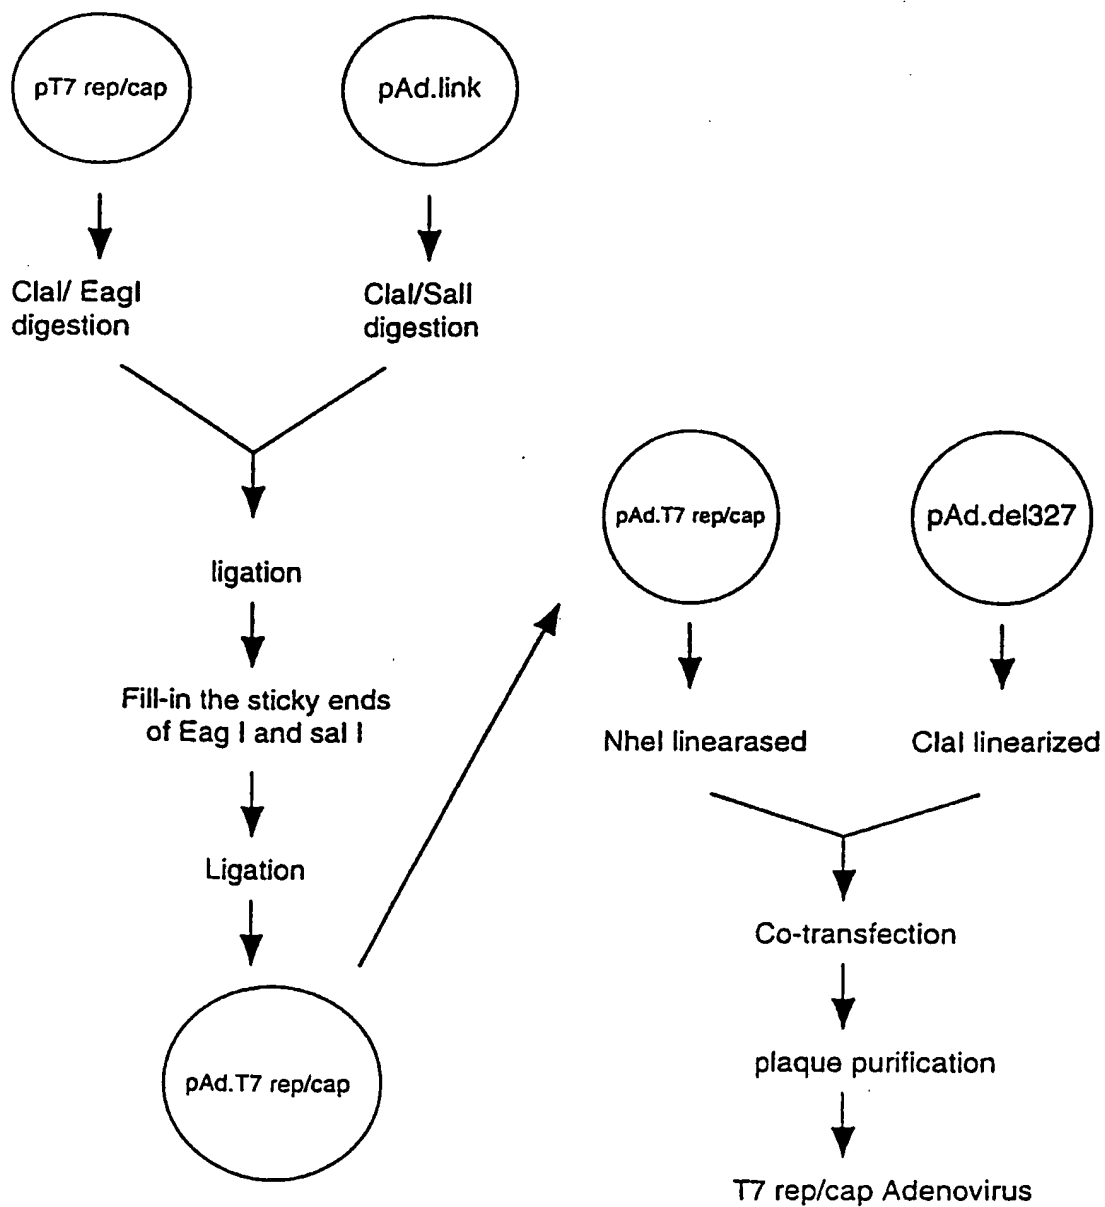 pT7 rep/cap
pAd.link
ClaI/ EagI
digestion
ClaI/SalI
digestion
ligation
Fill-in the sticky ends
of Eag I and sal I
Ligation
pAd.T7 rep/cap
pAd.T7 rep/cap
pAd.del327
NheI linearased
ClaI linearized
Co-transfection
plaque purification
T7 rep/cap Adenovirus